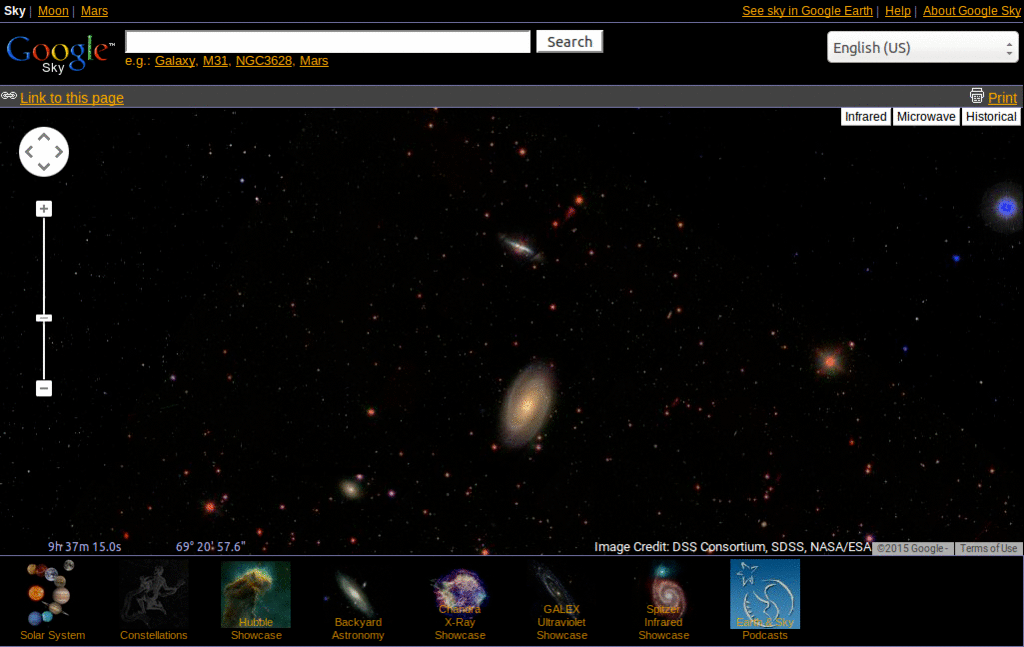 Sky | Moon | Mars
See sky in Google Earth | Help | About Google Sky
Google™
Sky
Search
English (US)
e.g.: Galaxy, M31, NGC3628, Mars
Link to this page
Print
Infrared
Microwave
Historical
9h 37m 15.0s
69° 20' 57.6"
Image Credit: DSS Consortium, SDSS, NASA/ESA
©2015 Google -
Terms of Use
Solar System
Constellations
Hubble
Showcase
Backyard
Astronomy
Chandra
X-Ray
Showcase
GALEX
Ultraviolet
Showcase
Spitzer
Infrared
Showcase
Earth & Sky
Podcasts